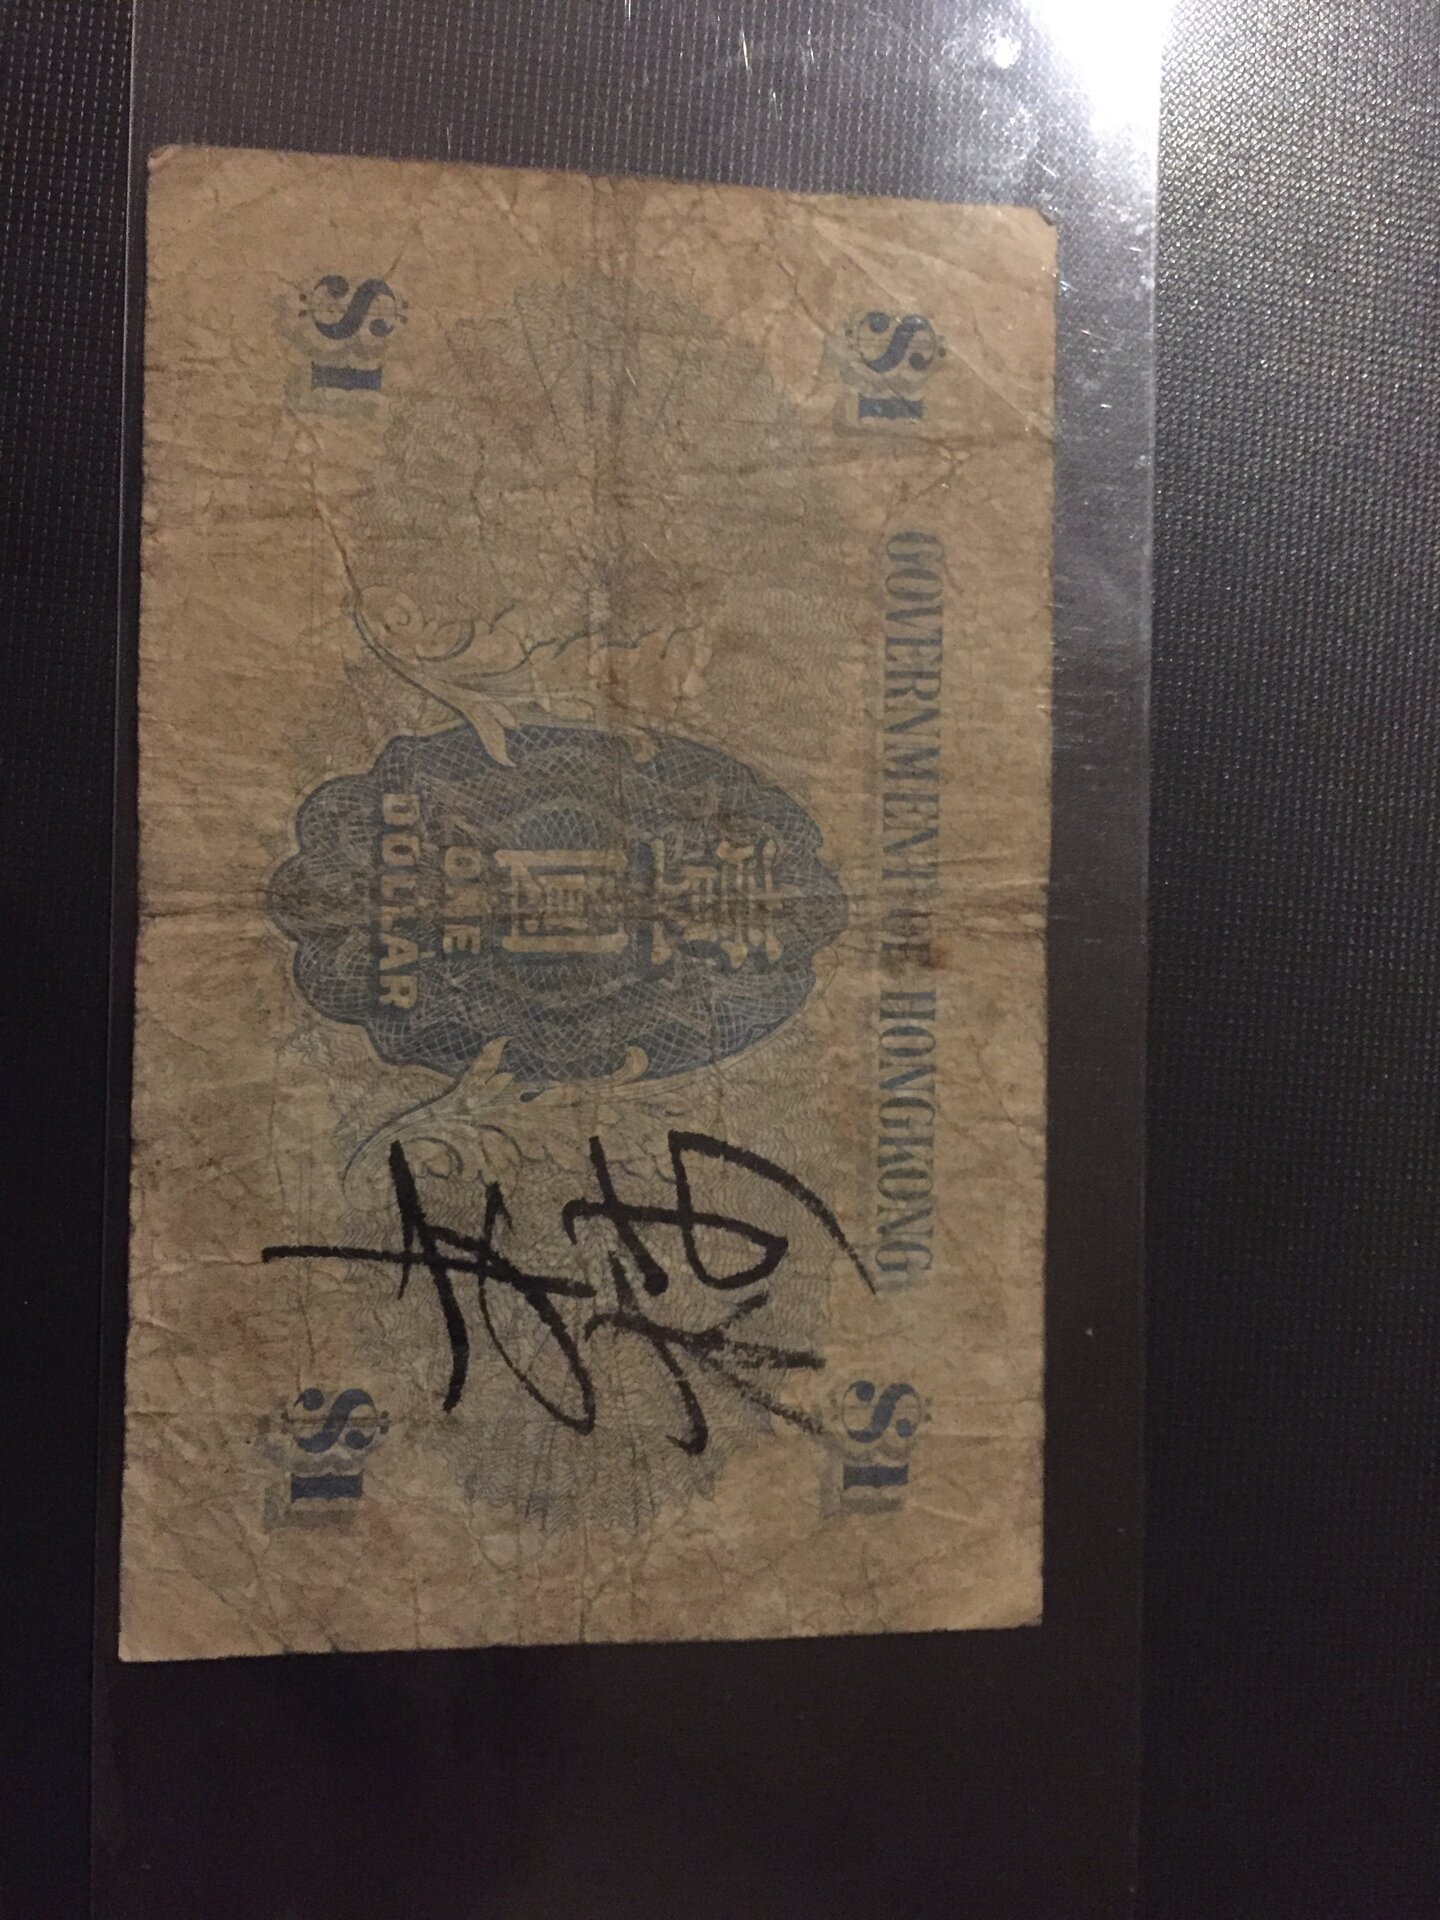 GOVERNMENT OF HONGKONG
$1 $1
壹
圓
ONE
DOLLAR
$1 $1